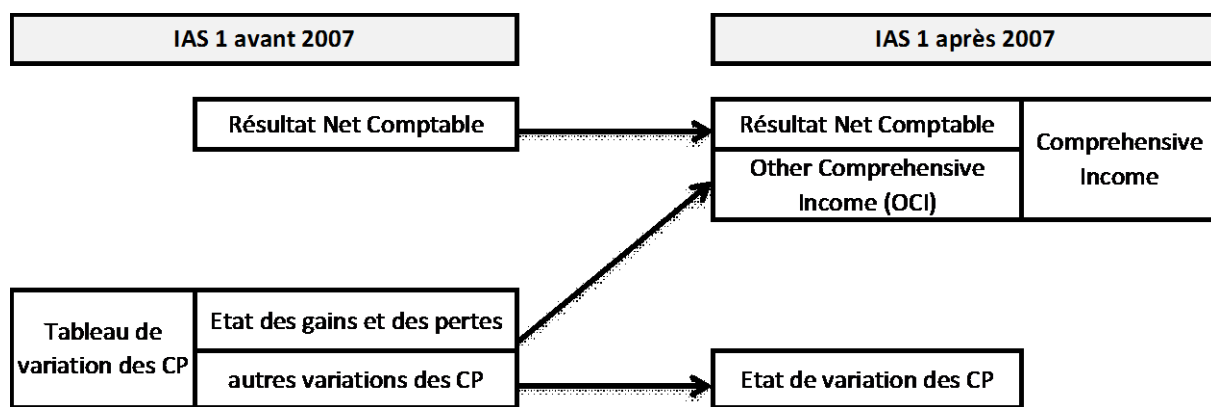 IAS 1 avant 2007
IAS 1 après 2007
Résultat Net Comptable
Résultat Net Comptable
Other Comprehensive
Income (OCI)
Comprehensive
Income
Tableau de
variation des CP
Etat des gains et des pertes
autres variations des CP
Etat de variation des CP